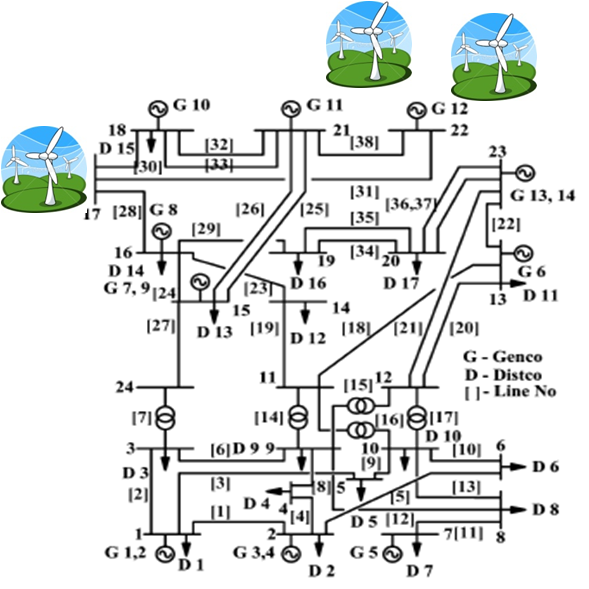 G 10
G 11
G 12
18
21
22
D 15
[32]
[38]
[30]
[33]
23
17
[28]
G 8
[26]
[25]
[31]
[36,37]
G 13, 14
[29]
[35]
[22]
16
19
[34]
20
D 14
D 16
D 17
G 6
13
G 7, 9
[24]
[23]
D 11
15
14
[27]
D 13
[19]
D 12
[18]
[21]
[20]
G - Genco
D - Distco
[ ]- Line No
24
11
[15]
12
[7]
[14]
[16]
[17]
D 10
3
[6]
D 9
9
10
[10]
6
[9]
D 3
[3]
[8]
5
D 6
[2]
D 4
4
[5]
[13]
[1]
[4]
D 5
[12]
D 8
1
2
7
[11]
8
G 1,2
D 1
G 3,4
D 2
G 5
D 7